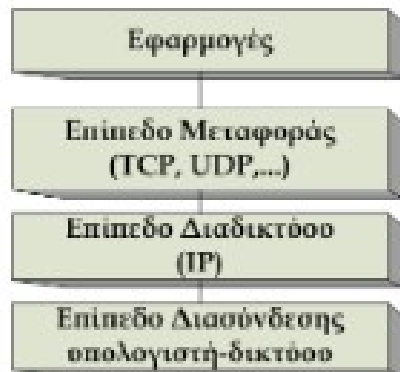 Εφαρμογές
Επίπεδο Μεταφοράς
(TCP, UDP,...)
Επίπεδο Διαδικτύου
(IP)
Επίπεδο Διασύνδεσης
υπολογιστή-δικτύου